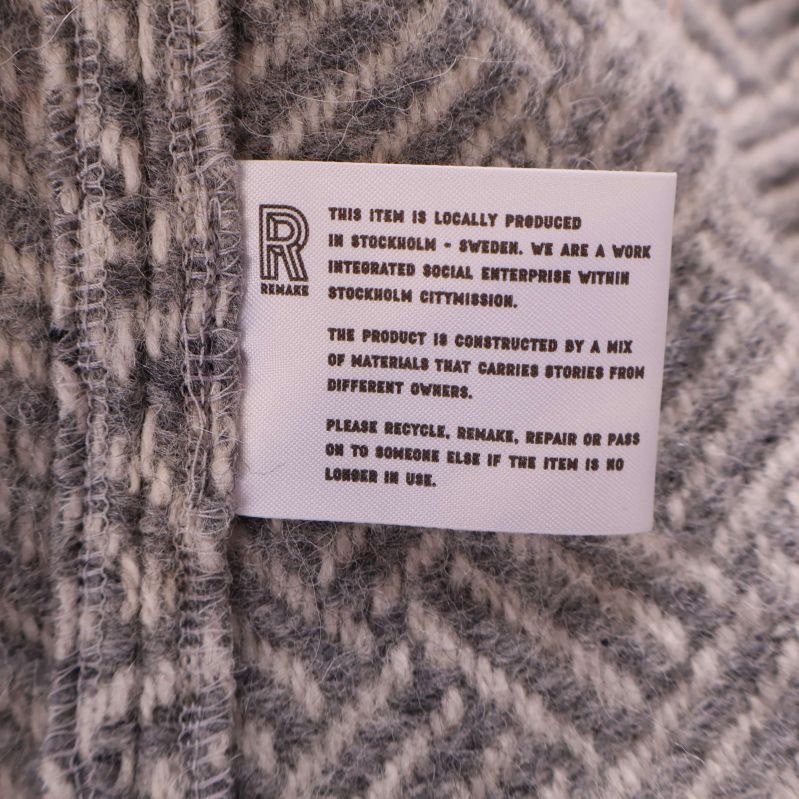 R
REMAKE
THIS ITEM IS LOCALLY PRODUCED
IN STOCKHOLM - SWEDEN. WE ARE A WORK
INTEGRATED SOCIAL ENTERPRISE WITHIN
STOCKHOLM CITYMISSION.
THE PRODUCT IS CONSTRUCTED BY A MIX
OF MATERIALS THAT CARRIES STORIES FROM
DIFFERENT OWNERS.
PLEASE RECYCLE, REMAKE, REPAIR OR PASS
ON TO SOMEONE ELSE IF THE ITEM IS NO
LONGER IN USE.